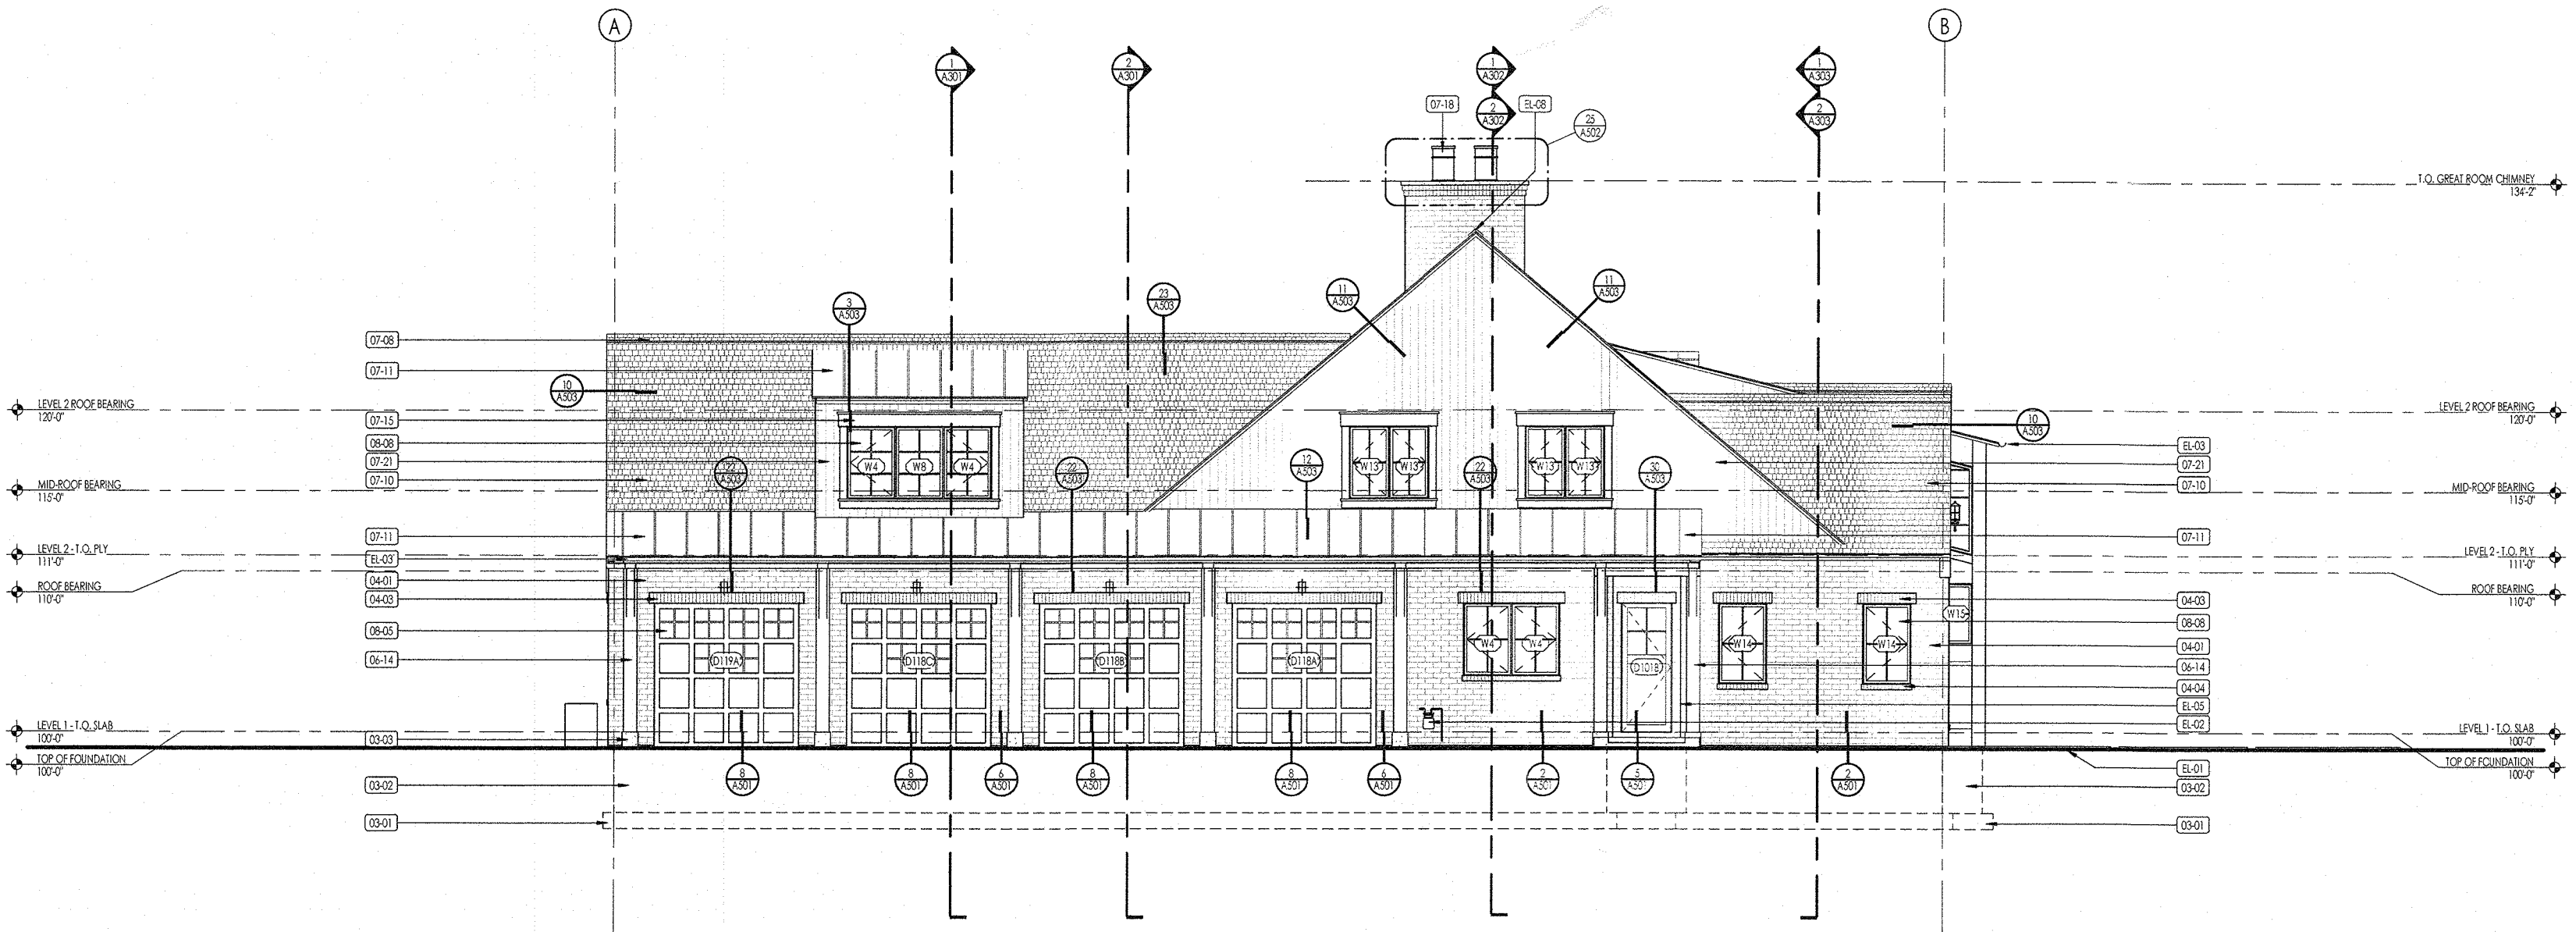 A
B
1
A301
2
A301
1
A302
2
A302
1
A303
2
A303
07-18
EL-08
25
A502
T.O. GREAT ROOM CHIMNEY
134'-2"
3
A503
23
A503
11
A503
11
A503
07-08
07-11
10
A503
LEVEL 2 ROOF BEARING
120'-0"
LEVEL 2 ROOF BEARING
120'-0"
07-15
08-08
07-21
07-10
10
A503
EL-03
07-21
07-10
W4
W8
W4
W13
W13
W13
W13
22
A503
22
A503
12
A503
22
A503
30
A503
MID-ROOF BEARING
115'-0"
MID-ROOF BEARING
115'-0"
07-11
07-11
LEVEL 2 - T.O. PLY
111'-0"
LEVEL 2 - T.O. PLY
111'-0"
EL-03
04-01
ROOF BEARING
110'-0"
ROOF BEARING
110'-0"
04-03
04-03
08-05
08-08
06-14
04-01
06-14
04-04
EL-05
EL-02
W15
D119A
D118C
D118B
D118A
W4
W4
D101B
W14
W14
LEVEL 1 - T.O. SLAB
100'-0"
LEVEL 1 - T.O. SLAB
100'-0"
03-03
TOP OF FOUNDATION
100'-0"
TOP OF FOUNDATION
100'-0"
8
A501
8
A501
6
A501
8
A501
8
A501
6
A501
2
A501
5
A501
2
A501
EL-01
03-02
03-02
03-01
03-01